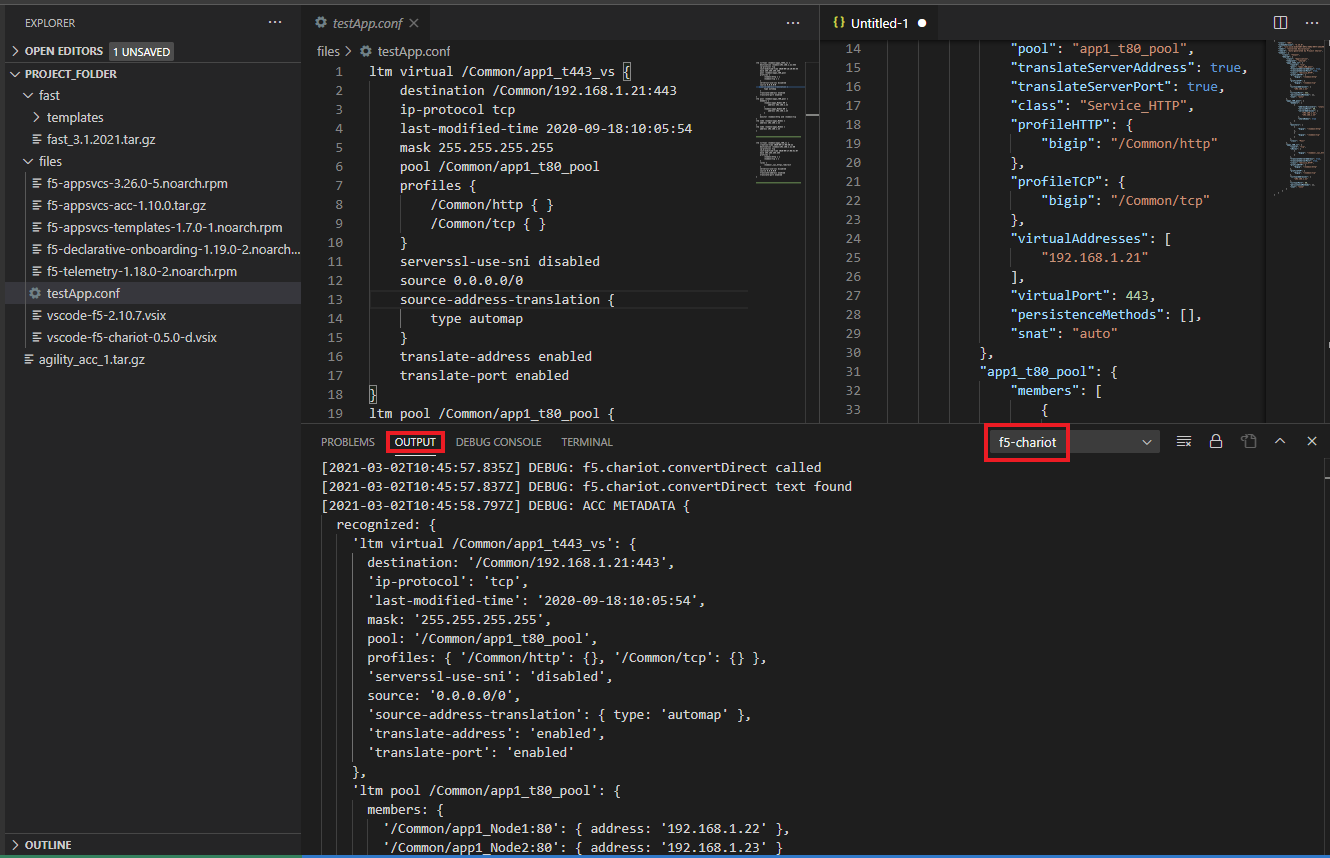 EXPLORER
OPEN EDITORS 1 UNSAVED
PROJECT_FOLDER
fast
templates
fast_3.1.2021.tar.gz
files
f5-appsvcs-3.26.0-5.noarch.rpm
f5-appsvcs-acc-1.10.0.tar.gz
f5-appsvcs-templates-1.7.0-1.noarch.rpm
f5-declarative-onboarding-1.19.0-2.noarch...
f5-telemetry-1.18.0-2.noarch.rpm
testApp.conf
vscode-f5-2.10.7.vsix
vscode-f5-chariot-0.5.0-d.vsix
agility_acc_1.tar.gz
OUTLINE
testApp.conf
files > testApp.conf
1 ltm virtual /Common/app1_t443_vs {
2 destination /Common/192.168.1.21:443
3 ip-protocol tcp
4 last-modified-time 2020-09-18:10:05:54
5 mask 255.255.255.255
6 pool /Common/app1_t80_pool
7 profiles {
8 /Common/http { }
9 /Common/tcp { }
10 }
11 serverssl-use-sni disabled
12 source 0.0.0.0/0
13 source-address-translation {
14 type automap
15 }
16 translate-address enabled
17 translate-port enabled
18 }
19 ltm pool /Common/app1_t80_pool {
{} Untitled-1
14 "pool": "app1_t80_pool",
15 "translateServerAddress": true,
16 "translateServerPort": true,
17 "class": "Service_HTTP",
18 "profileHTTP": {
19 "bigip": "/Common/http"
20 },
21 "profileTCP": {
22 "bigip": "/Common/tcp"
23 },
24 "virtualAddresses": [
25 "192.168.1.21"
26 ],
27 "virtualPort": 443,
28 "persistenceMethods": [],
29 "snat": "auto"
30 },
31 "app1_t80_pool": {
32 "members": [
33 {
PROBLEMS OUTPUT DEBUG CONSOLE TERMINAL f5-chariot
[2021-03-02T10:45:57.835Z] DEBUG: f5.chariot.convertDirect called
[2021-03-02T10:45:57.837Z] DEBUG: f5.chariot.convertDirect text found
[2021-03-02T10:45:58.797Z] DEBUG: ACC METADATA {
recognized: {
'ltm virtual /Common/app1_t443_vs': {
destination: '/Common/192.168.1.21:443',
'ip-protocol': 'tcp',
'last-modified-time': '2020-09-18:10:05:54',
mask: '255.255.255.255',
pool: '/Common/app1_t80_pool',
profiles: { '/Common/http': {}, '/Common/tcp': {} },
'serverssl-use-sni': 'disabled',
source: '0.0.0.0/0',
'source-address-translation': { type: 'automap' },
'translate-address': 'enabled',
'translate-port': 'enabled'
},
'ltm pool /Common/app1_t80_pool': {
members: {
'/Common/app1_Node1:80': { address: '192.168.1.22' },
'/Common/app1_Node2:80': { address: '192.168.1.23' }